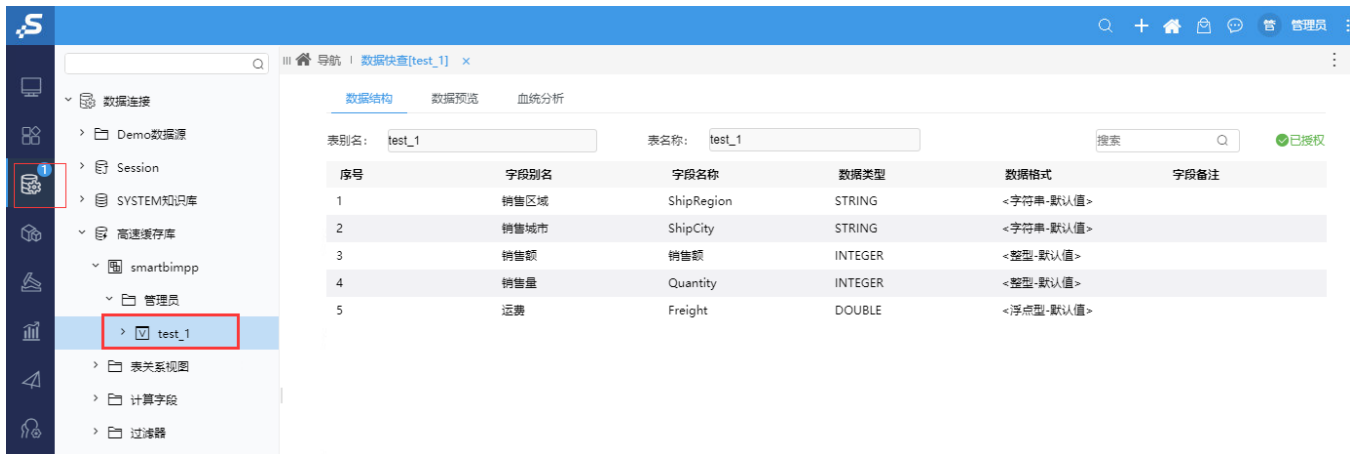 S
管 管理员
导航 数据快查[test_1] ×
数据结构 数据预览 血统分析
表别名： test_1 表名称： test_1 搜索 已授权
序号 字段别名 字段名称 数据类型 数据格式 字段备注
1 销售区域 ShipRegion STRING <字符串-默认值>
2 销售城市 ShipCity STRING <字符串-默认值>
3 销售额 销售额 INTEGER <整型-默认值>
4 销售量 Quantity INTEGER <整型-默认值>
5 运费 Freight DOUBLE <浮点型-默认值>
1
数据连接
Demo数据源
Session
SYSTEM知识库
高速缓存库
smartbimpp
管理员
V test_1
表关系视图
计算字段
过滤器